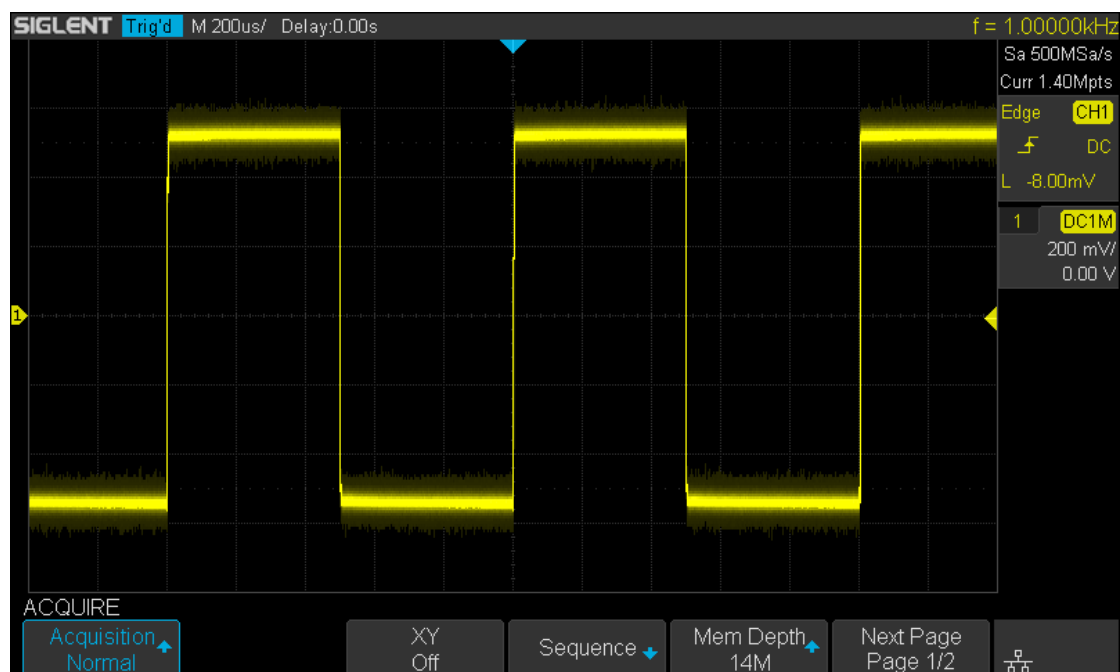 SIGLENT Trig'd M 200us/ Delay:0.00s f = 1.00000kHz
Sa 500MSa/s
Curr 1.40Mpts
Edge CH1
DC
L -8.00mV
1 DC1M
200 mV/
0.00 V
1
ACQUIRE
Acquisition XY Sequence Mem Depth Next Page
Normal Off 14M Page 1/2